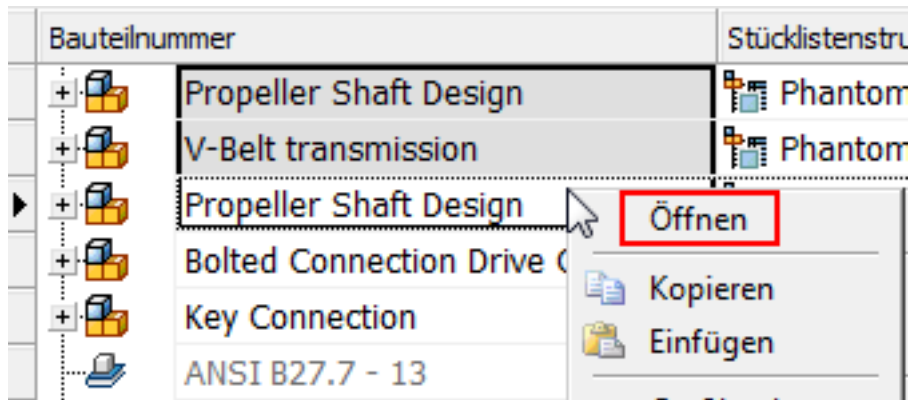 Bauteilnummer Stücklistenstru
Propeller Shaft Design Phantom
V-Belt transmission Phantom
Propeller Shaft Design
Öffnen
Bolted Connection Drive
Kopieren
Key Connection
Einfügen
ANSI B27.7 - 13